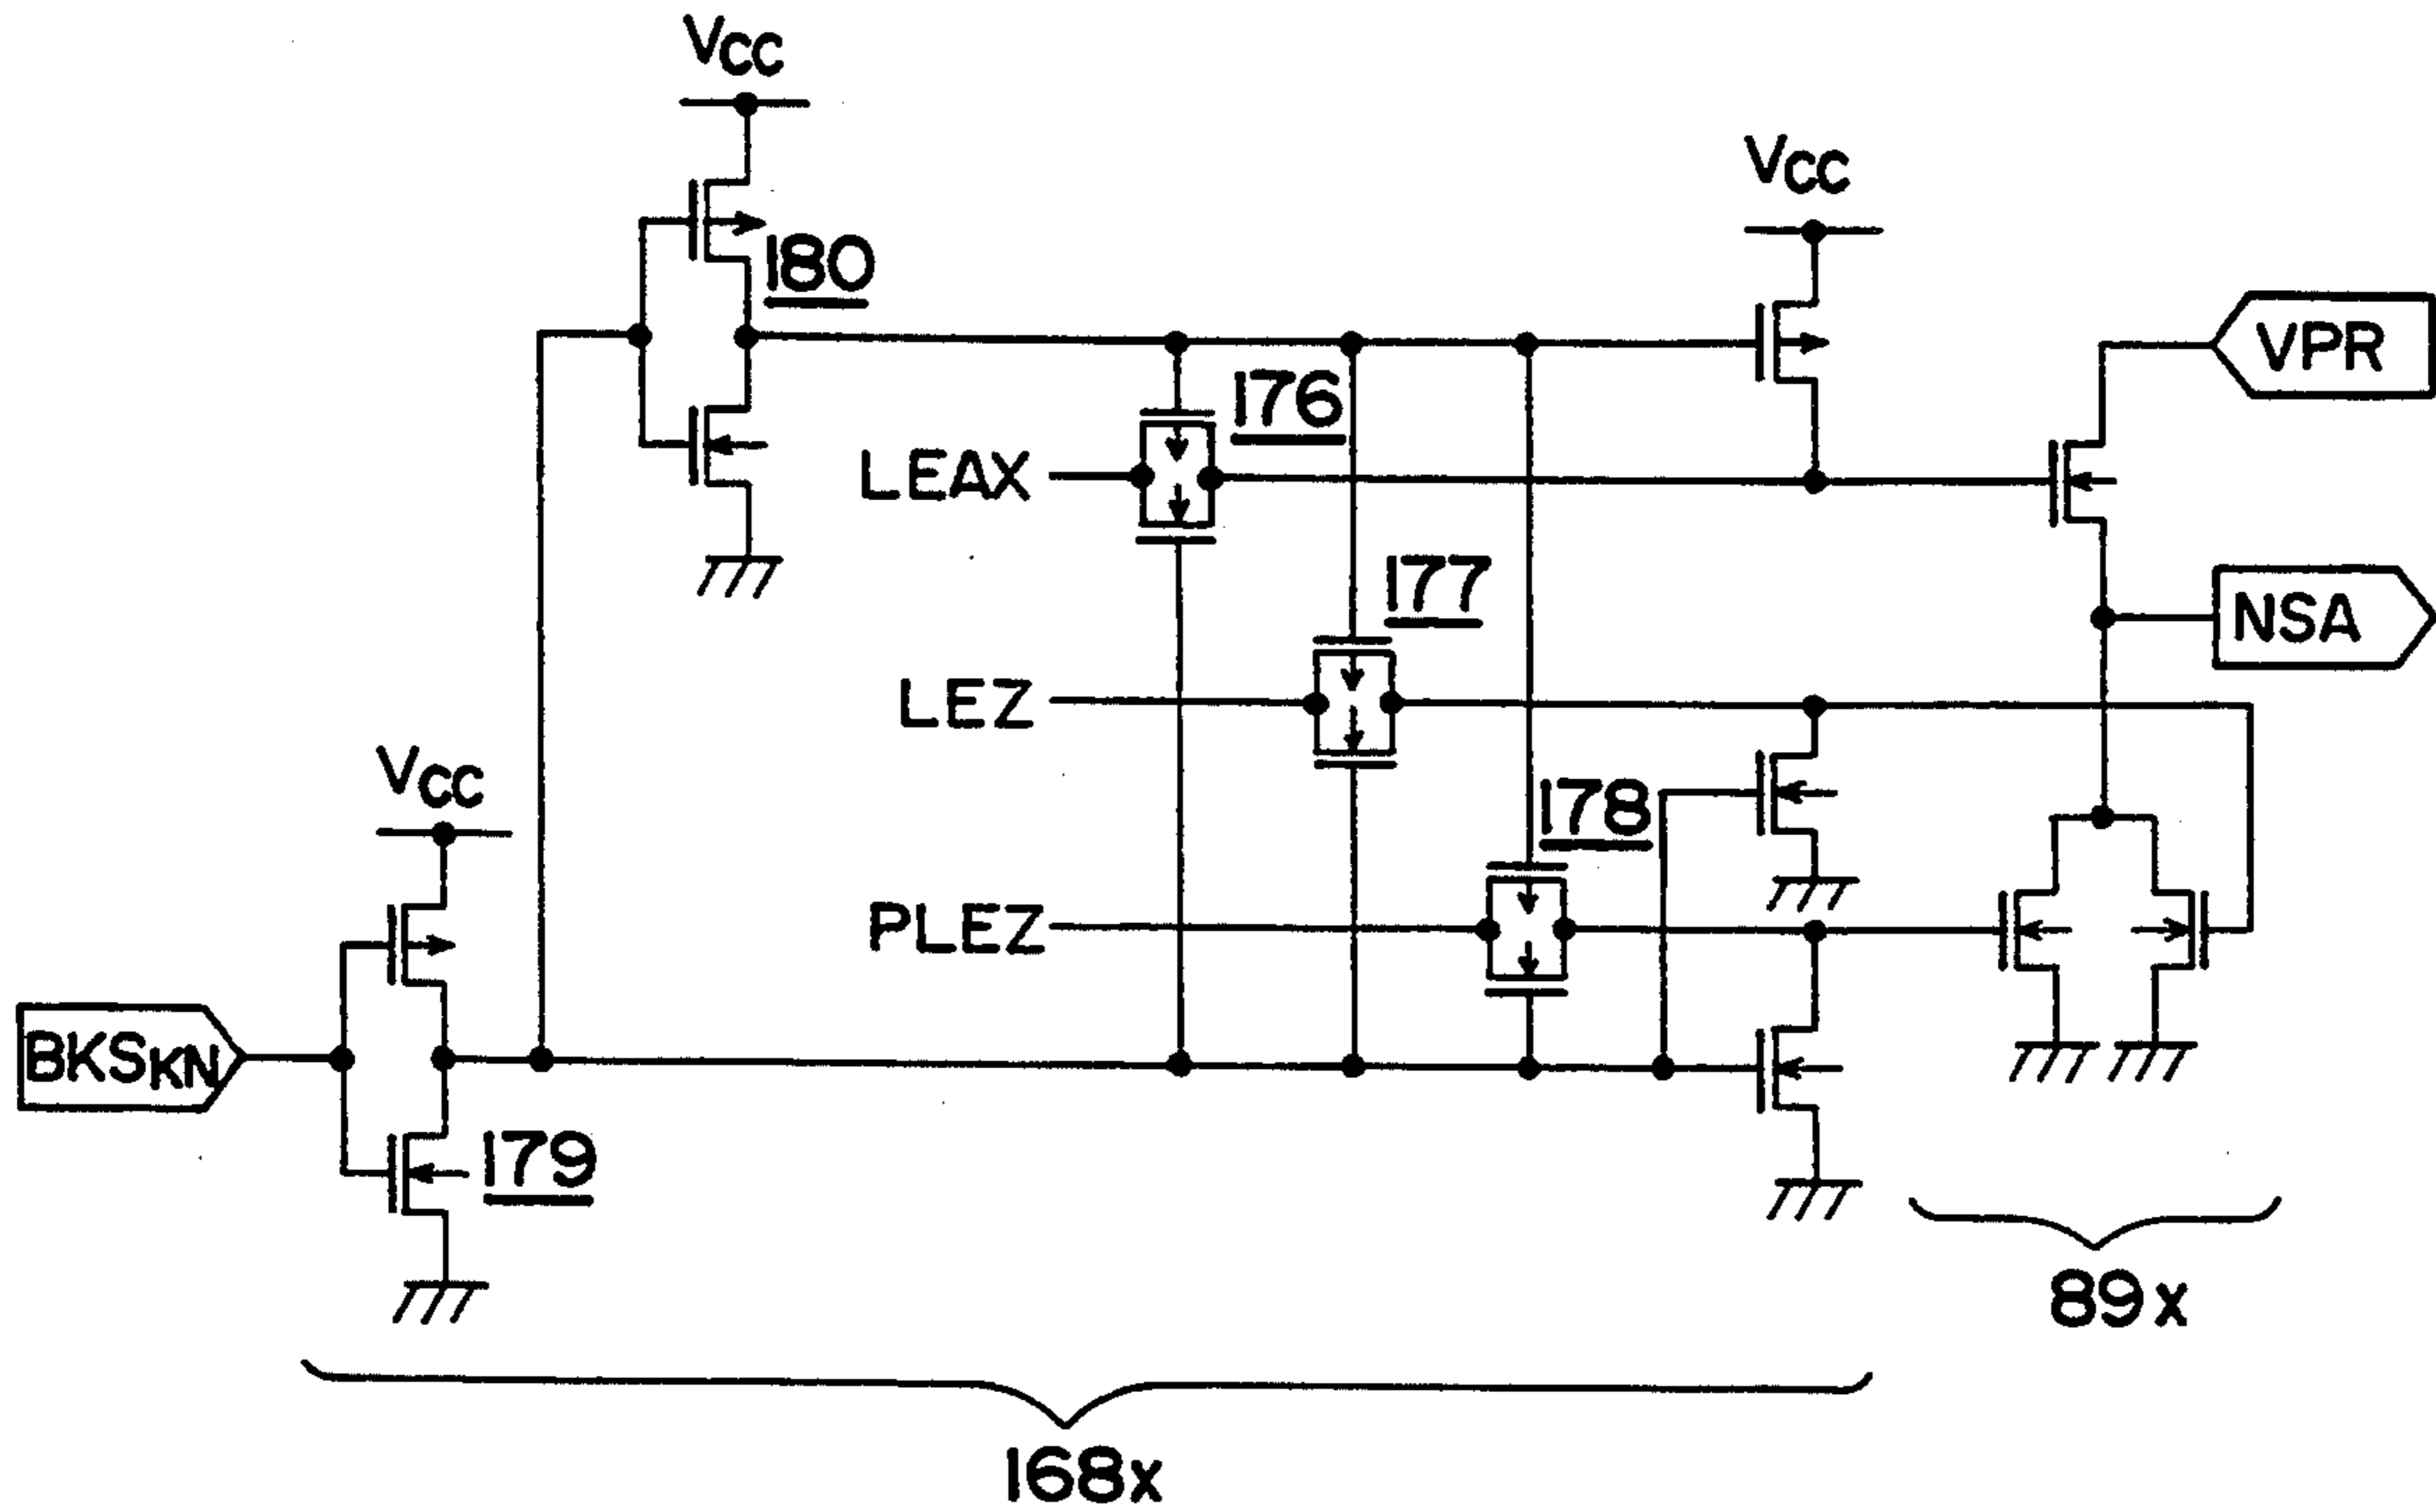 VCC
VCC
180
VPR
176
LEAX
177
NSA
LEZ
VCC
178
PLEZ
BKSKN
179
89x
168x